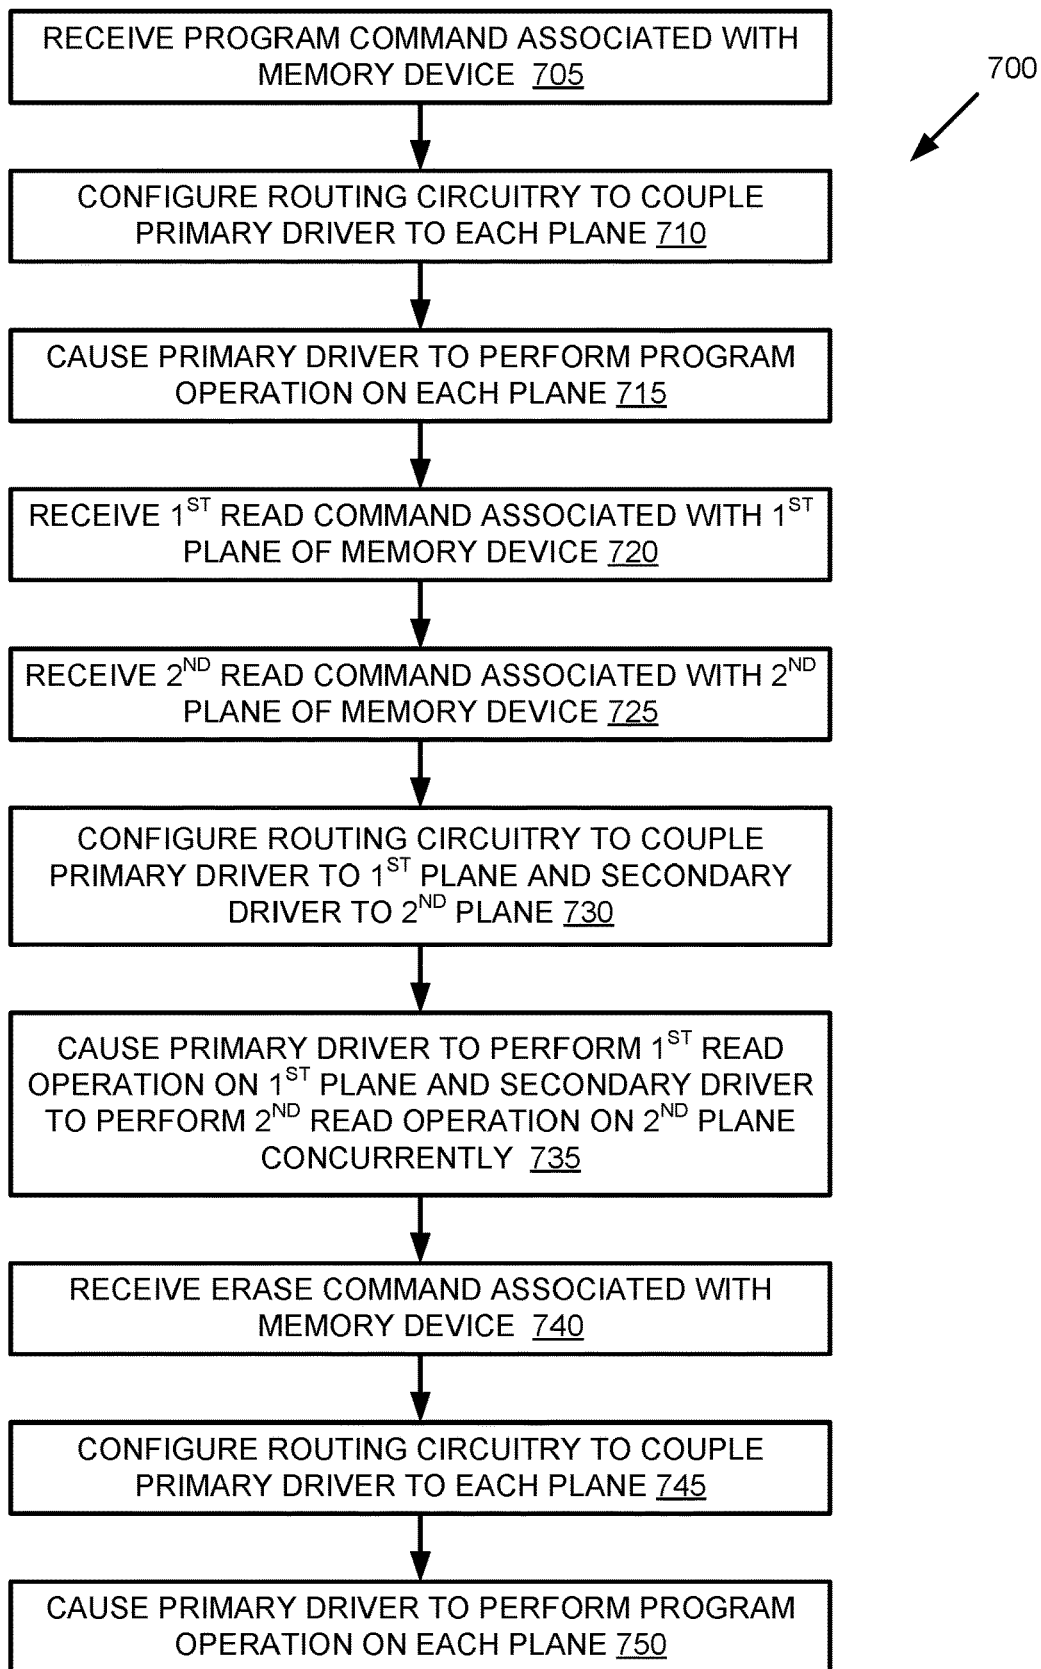 RECEIVE PROGRAM COMMAND ASSOCIATED WITH
MEMORY DEVICE 705
700
CONFIGURE ROUTING CIRCUITRY TO COUPLE
PRIMARY DRIVER TO EACH PLANE 710
CAUSE PRIMARY DRIVER TO PERFORM PROGRAM
OPERATION ON EACH PLANE 715
RECEIVE 1ST READ COMMAND ASSOCIATED WITH 1ST
PLANE OF MEMORY DEVICE 720
RECEIVE 2ND READ COMMAND ASSOCIATED WITH 2ND
PLANE OF MEMORY DEVICE 725
CONFIGURE ROUTING CIRCUITRY TO COUPLE
PRIMARY DRIVER TO 1ST PLANE AND SECONDARY
DRIVER TO 2ND PLANE 730
CAUSE PRIMARY DRIVER TO PERFORM 1ST READ
OPERATION ON 1ST PLANE AND SECONDARY DRIVER
TO PERFORM 2ND READ OPERATION ON 2ND PLANE
CONCURRENTLY 735
RECEIVE ERASE COMMAND ASSOCIATED WITH
MEMORY DEVICE 740
CONFIGURE ROUTING CIRCUITRY TO COUPLE
PRIMARY DRIVER TO EACH PLANE 745
CAUSE PRIMARY DRIVER TO PERFORM PROGRAM
OPERATION ON EACH PLANE 750